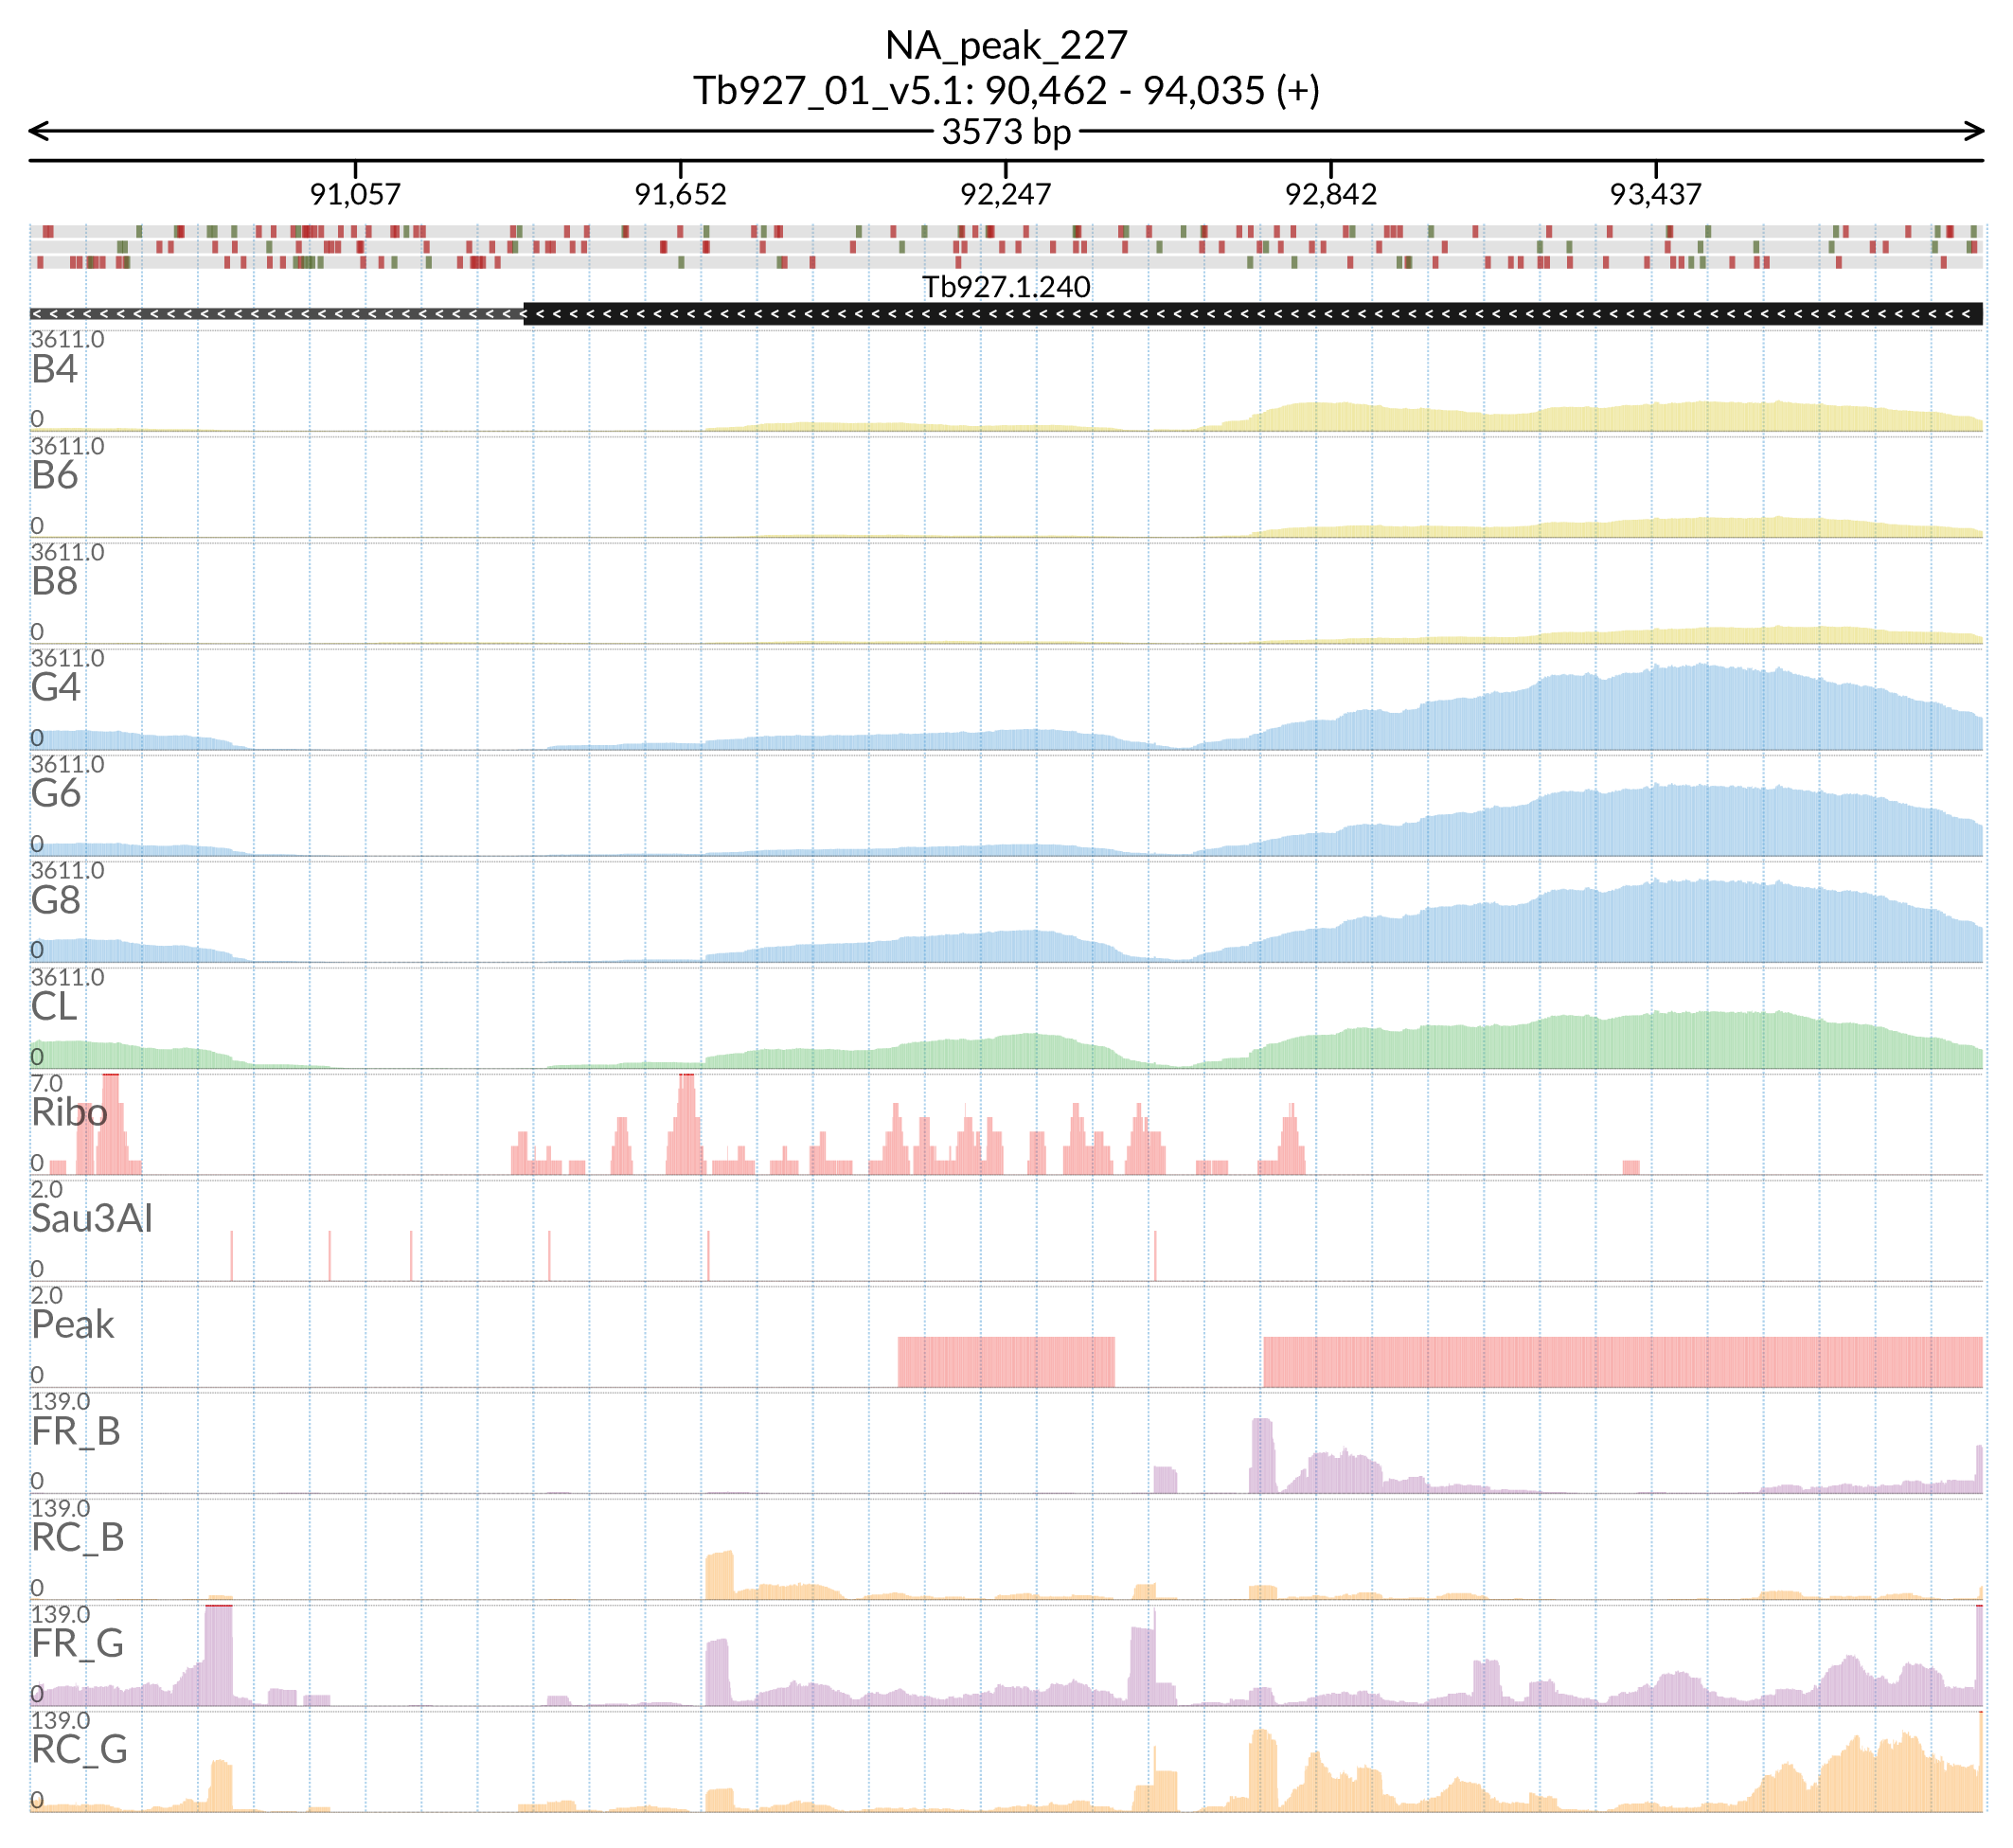 NA_peak_227
Tb927_01_v5.1: 90,462 - 94,035 (+)
3573 bp
91,057 91,652 92,247 92,842 93,437
Tb927.1.240
3611.0
B4
0
3611.0
B6
0
3611.0
B8
0
3611.0
G4
0
3611.0
G6
0
3611.0
G8
0
3611.0
CL
0
7.0
Ribo
0
2.0
Sau3AI
0
2.0
Peak
0
139.0
FR_B
0
139.0
RC_B
0
139.0
FR_G
0
139.0
RC_G
0